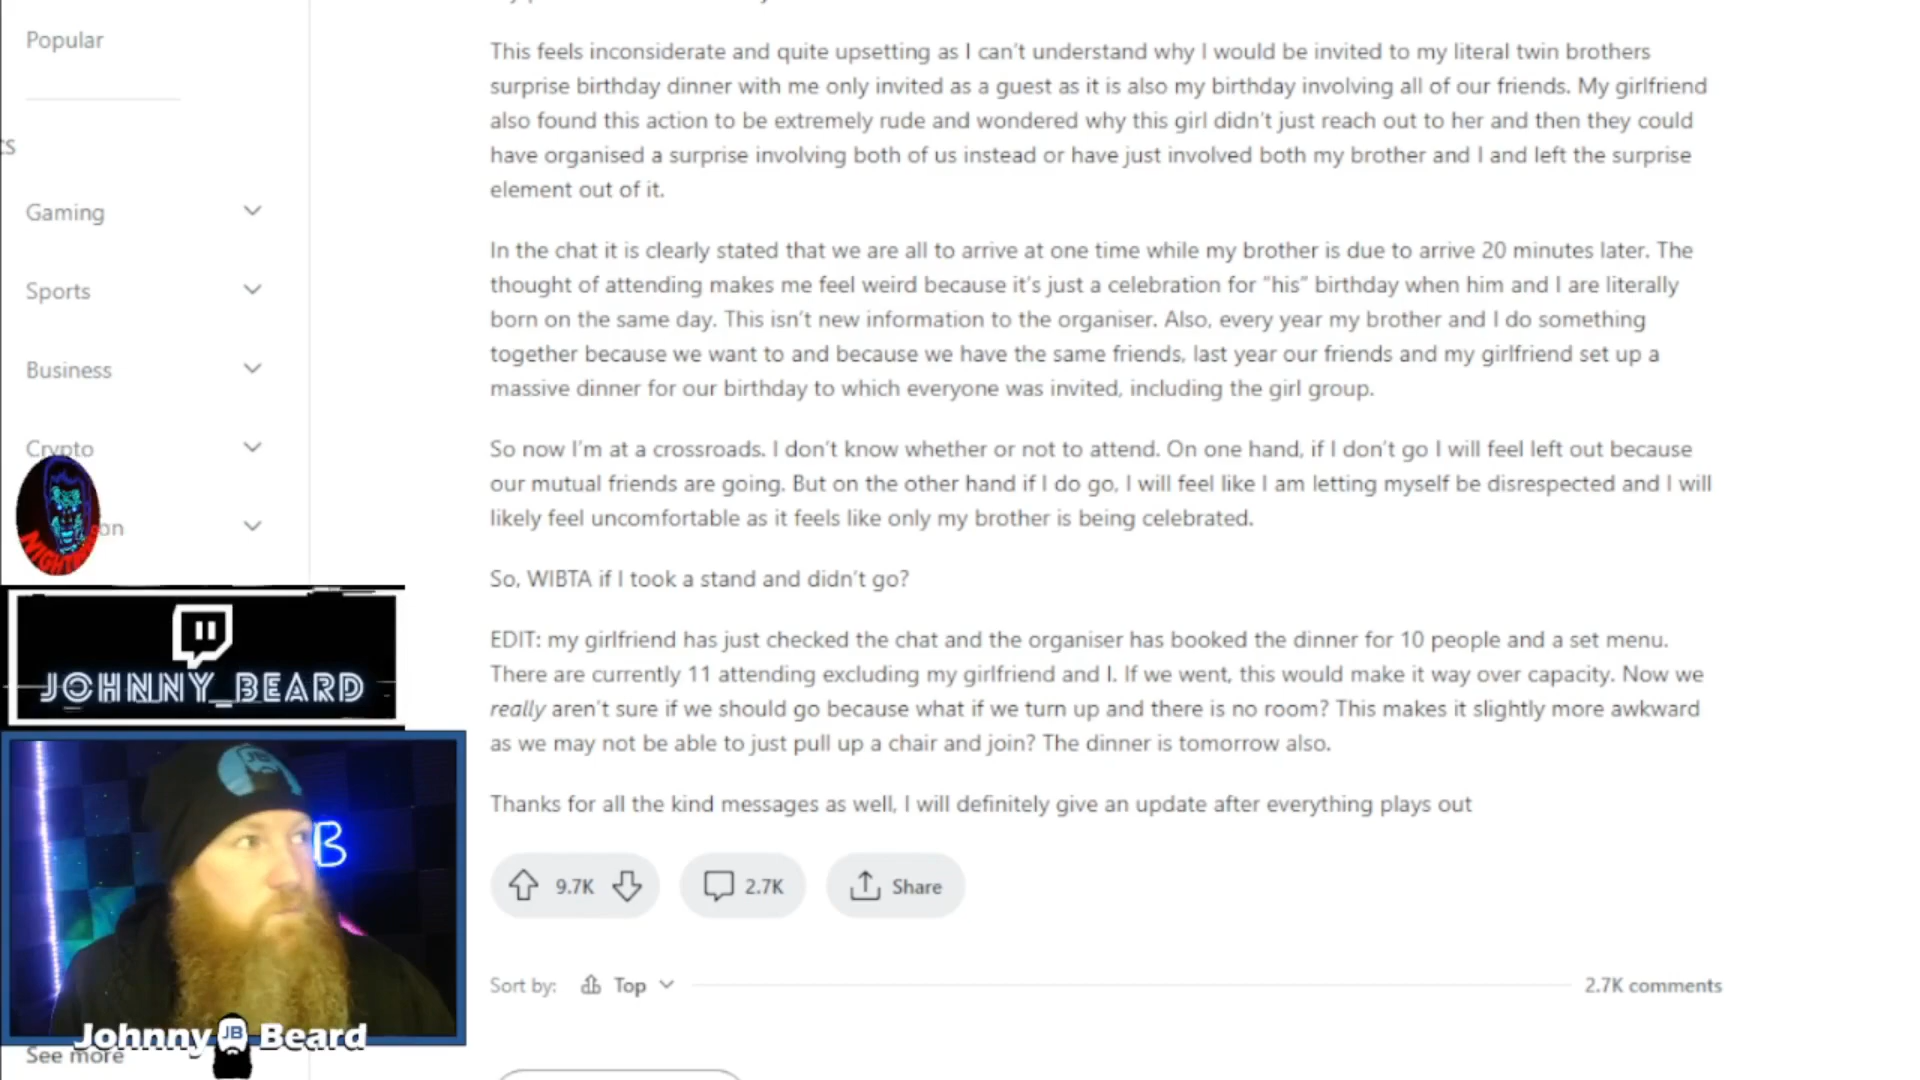 Popular
Gaming
Sports
Business
Crypto
on
See more
This feels inconsiderate and quite upsetting as I can't understand why I would be invited to my literal twin brothers
surprise birthday dinner with me only invited as a guest as it is also my birthday involving all of our friends. My girlfriend
also found this action to be extremely rude and wondered why this girl didn't just reach out to her and then they could
have organised a surprise involving both of us instead or have just involved both my brother and I and left the surprise
element out of it.
In the chat it is clearly stated that we are all to arrive at one time while my brother is due to arrive 20 minutes later. The
thought of attending makes me feel weird because it's just a celebration for "his" birthday when him and I are literally
born on the same day. This isn't new information to the organiser. Also, every year my brother and I do something
together because we want to and because we have the same friends, last year our friends and my girlfriend set up a
massive dinner for our birthday to which everyone was invited, including the girl group.
So now I'm at a crossroads. I don't know whether or not to attend. On one hand, if I don't go I will feel left out because
our mutual friends are going. But on the other hand if I do go, I will feel like I am letting myself be disrespected and I will
likely feel uncomfortable as it feels like only my brother is being celebrated.
So, WIBTA if I took a stand and didn't go?
EDIT: my girlfriend has just checked the chat and the organiser has booked the dinner for 10 people and a set menu.
There are currently 11 attending excluding my girlfriend and I. If we went, this would make it way over capacity. Now we
really aren't sure if we should go because what if we turn up and there is no room? This makes it slightly more awkward
as we may not be able to just pull up a chair and join? The dinner is tomorrow also.
Thanks for all the kind messages as well, I will definitely give an update after everything plays out
9.7K 2.7K Share
Sort by: Top 2.7K comments
JOHNNY_BEARD
JB
B
Johnny JB Beard